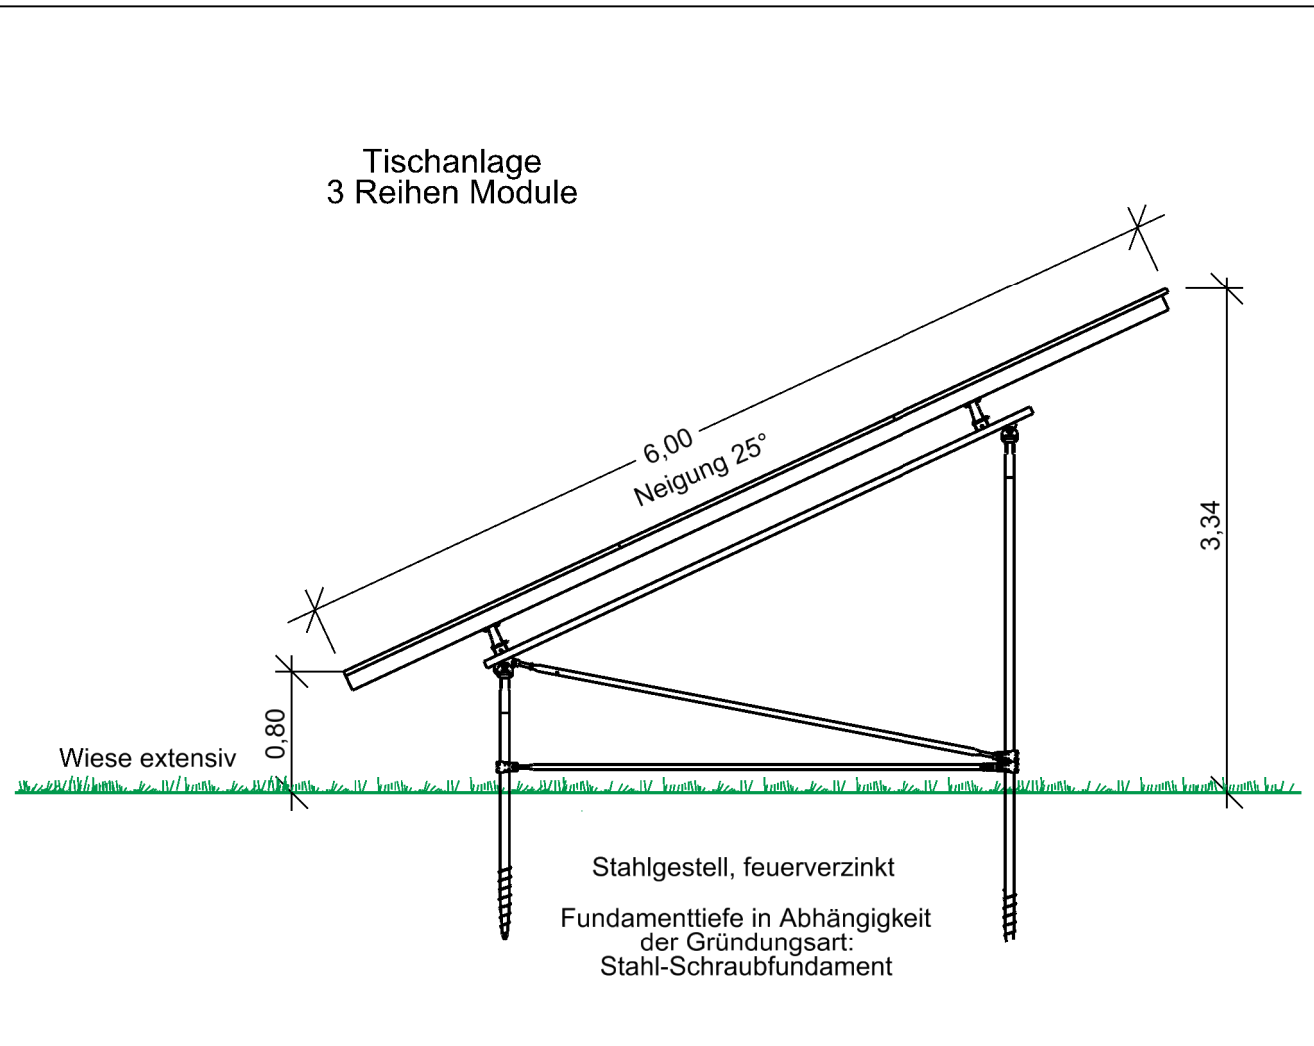 Tischanlage
3 Reihen Module
6,00
Neigung 25°
3,34
0,80
Wiese extensiv
Stahlgestell, feuerverzinkt
Fundamenttiefe in Abhängigkeit
der Gründungsart:
Stahl-Schraubfundament